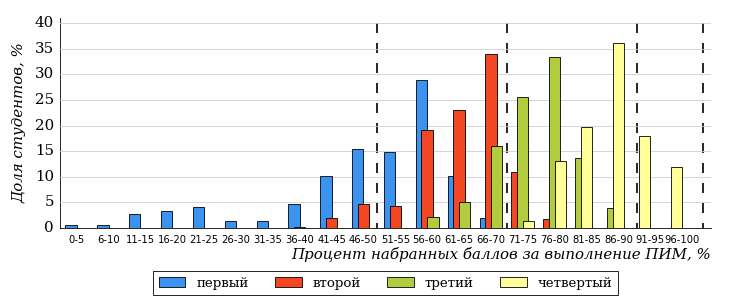 40
35
30
25
20
15
10
5
0
Доля студентов, %
0-5 6-10 11-15 16-20 21-25 26-30 31-35 36-40 41-45 46-50 51-55 56-60 61-65 66-70 71-75 76-80 81-85 86-90 91-95 96-100
Процент набранных баллов за выполнение ПИМ, %
первый второй третий четвертый